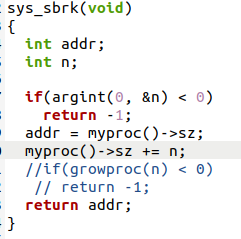 sys_sbrk(void)
{
int addr;
int n;
if(argint(0, &n) < 0)
return -1;
addr = myproc()->sz;
myproc()->sz += n;
//if(growproc(n) < 0)
// return -1;
return addr;
}